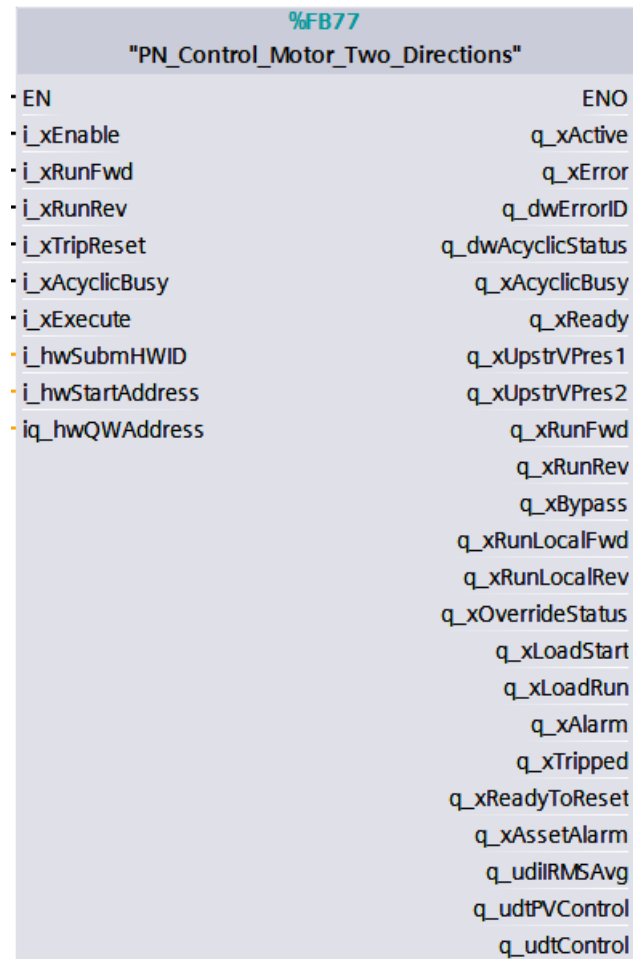 %FB77
"PN_Control_Motor_Two_Directions"
EN ENO
i_xEnable q_xActive
i_xRunFwd q_xError
i_xRunRev q_dwErrorID
i_xTripReset q_dwAcyclicStatus
i_xAcyclicBusy q_xAcyclicBusy
i_xExecute q_xReady
i_hwSubmHWID q_xUpstrVPres1
i_hwStartAddress q_xUpstrVPres2
iq_hwQWAddress q_xRunFwd
q_xRunRev
q_xBypass
q_xRunLocalFwd
q_xRunLocalRev
q_xOverrideStatus
q_xLoadStart
q_xLoadRun
q_xAlarm
q_xTripped
q_xReadyToReset
q_xAssetAlarm
q_udiIRMSAvg
q_udtPVControl
q_udtControl